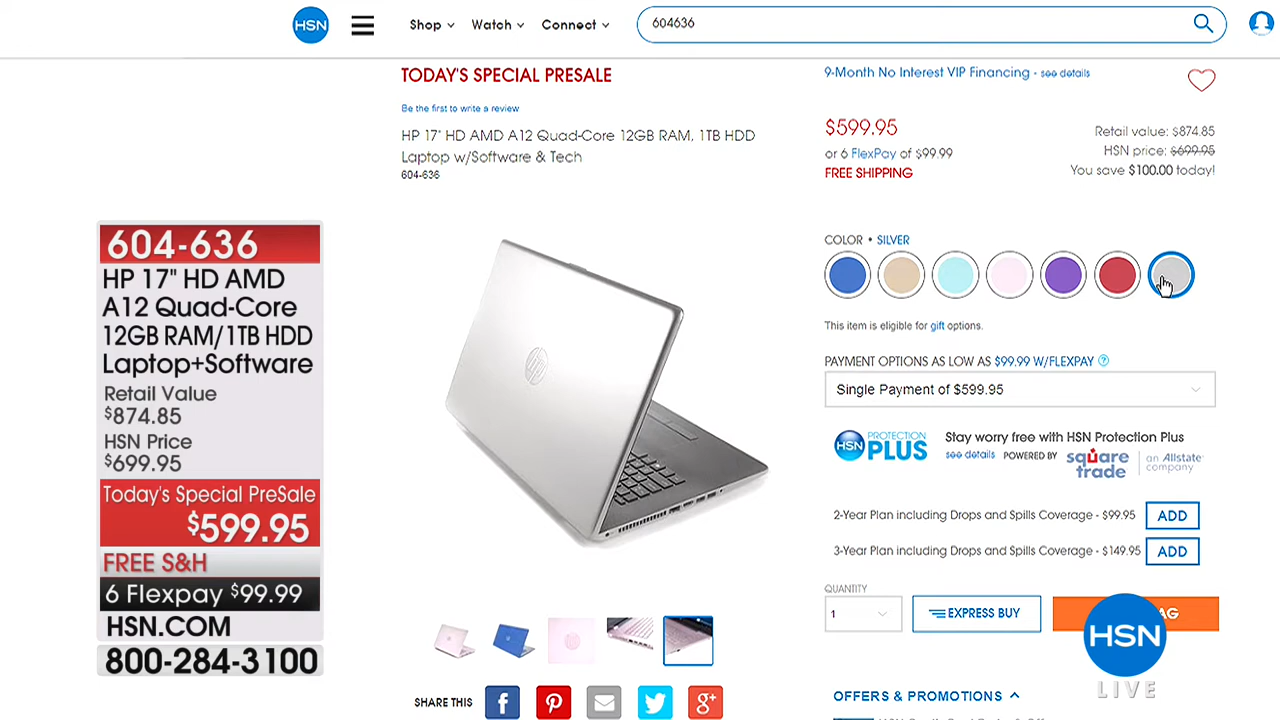 HSN
Shop
Watch
Connect
604636
TODAY'S SPECIAL PRESALE
Be the first to write a review
HP 17" HD AMD A12 Quad-Core 12GB RAM, 1TB HDD
Laptop w/Software & Tech
604-636
9-Month No Interest VIP Financing - see details
$599.95
or 6 FlexPay of $99.99
FREE SHIPPING
Retail value: $874.85
HSN price: $699.95
You save $100.00 today!
COLOR • SILVER
This item is eligible for gift options.
PAYMENT OPTIONS AS LOW AS $99.99 W/FLEXPAY ?
Single Payment of $599.95
HSN PROTECTION
PLUS
Stay worry free with HSN Protection Plus
see details POWERED BY
square
trade
an Allstate
company
2-Year Plan including Drops and Spills Coverage - $99.95
ADD
3-Year Plan including Drops and Spills Coverage - $149.95
ADD
QUANTITY
1
EXPRESS BUY
AG
HSN
LIVE
OFFERS & PROMOTIONS
SHARE THIS
604-636
HP 17" HD AMD
A12 Quad-Core
12GB RAM/1TB HDD
Laptop+Software
Retail Value
$874.85
HSN Price
$699.95
Today's Special PreSale
$599.95
FREE S&H
6 Flexpay $99.99
HSN.COM
800-284-3100
hp